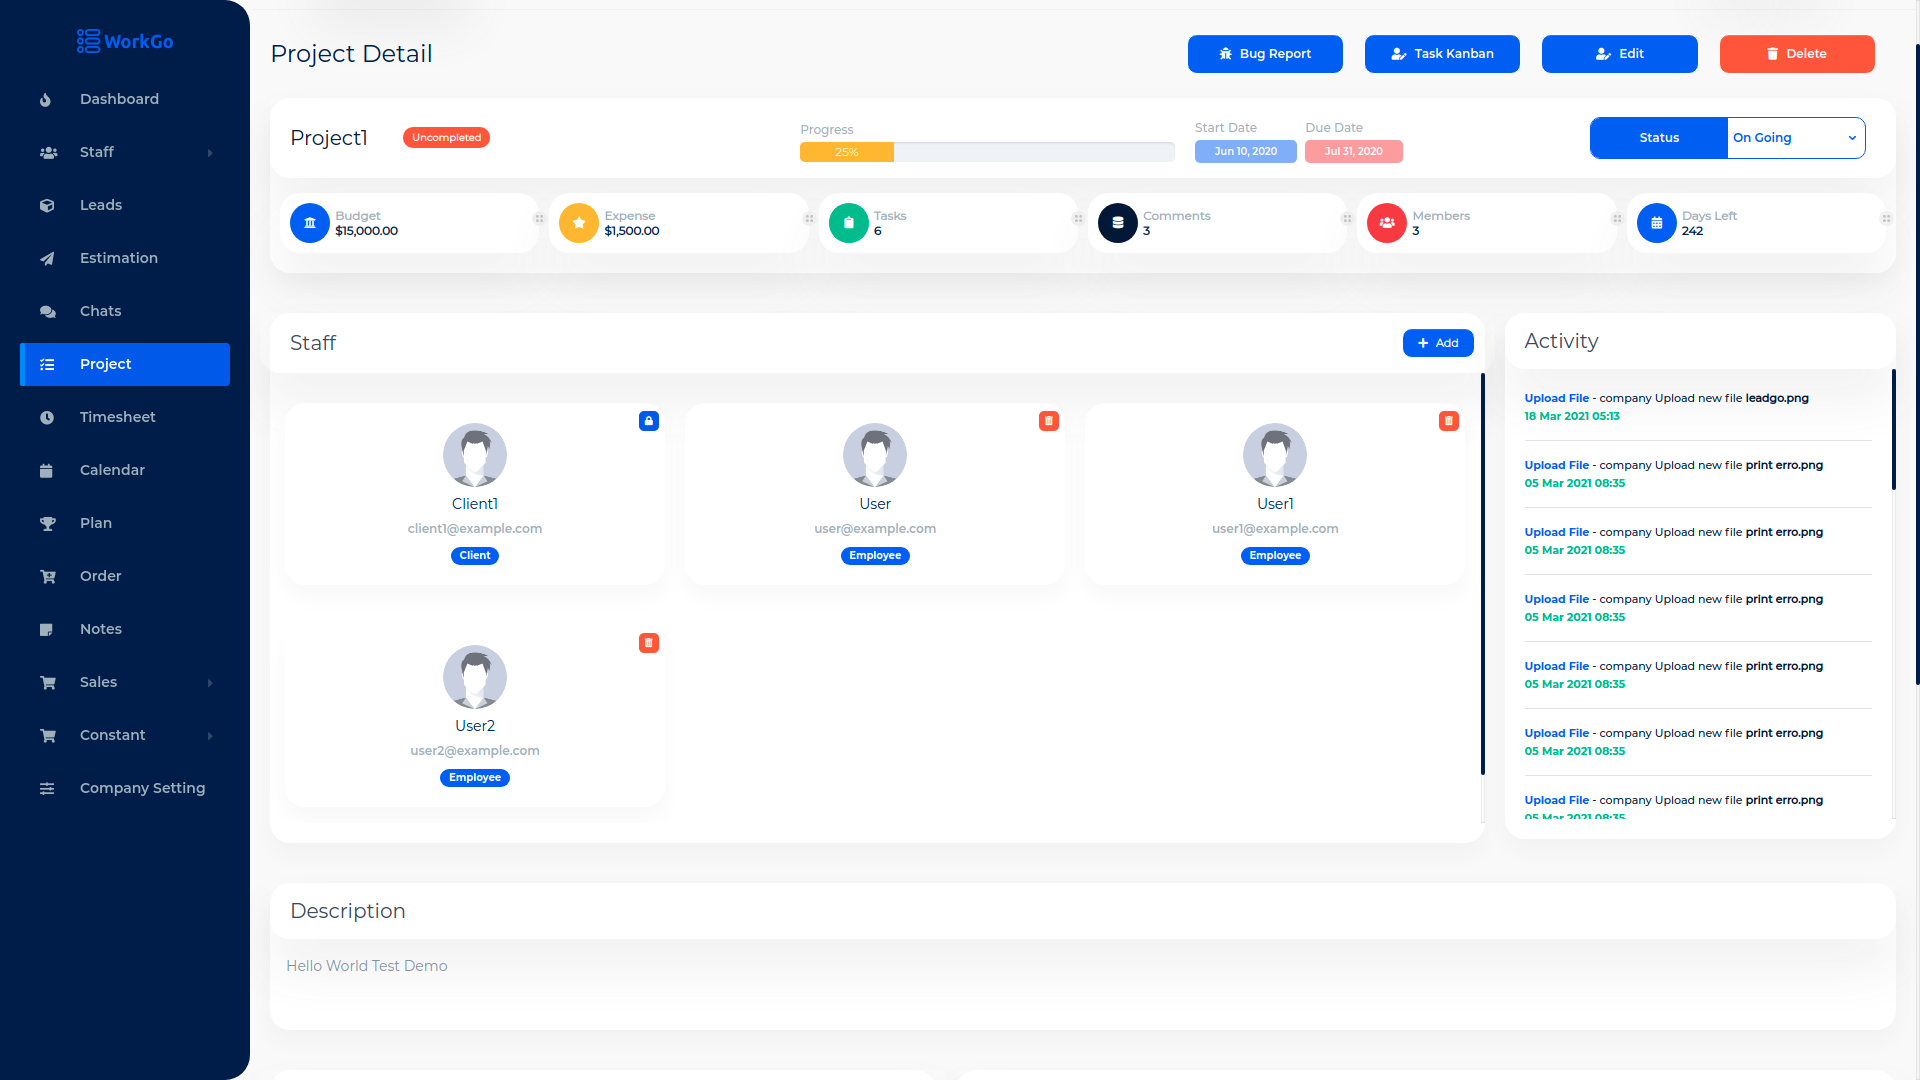 WorkGo
Dashboard
Staff
Leads
Estimation
Chats
Project
Timesheet
Calendar
Plan
Order
Notes
Sales
Constant
Company Setting
Project Detail
Bug Report
Task Kanban
Edit
Delete
Project1
Uncompleted
Progress
25%
Start Date
Jun 10, 2020
Due Date
Jul 31, 2020
Status
On Going
Budget
$15,000.00
Expense
$1,500.00
Tasks
6
Comments
3
Members
3
Days Left
242
Staff
Add
Client1
client1@example.com
Client
User
user@example.com
Employee
User1
user1@example.com
Employee
User2
user2@example.com
Employee
Activity
Upload File - company Upload new file leadgo.png
18 Mar 2021 05:13
Upload File - company Upload new file print erro.png
05 Mar 2021 08:35
Upload File - company Upload new file print erro.png
05 Mar 2021 08:35
Upload File - company Upload new file print erro.png
05 Mar 2021 08:35
Upload File - company Upload new file print erro.png
05 Mar 2021 08:35
Upload File - company Upload new file print erro.png
05 Mar 2021 08:35
Upload File - company Upload new file print erro.png
05 Mar 2021 08:35
Description
Hello World Test Demo